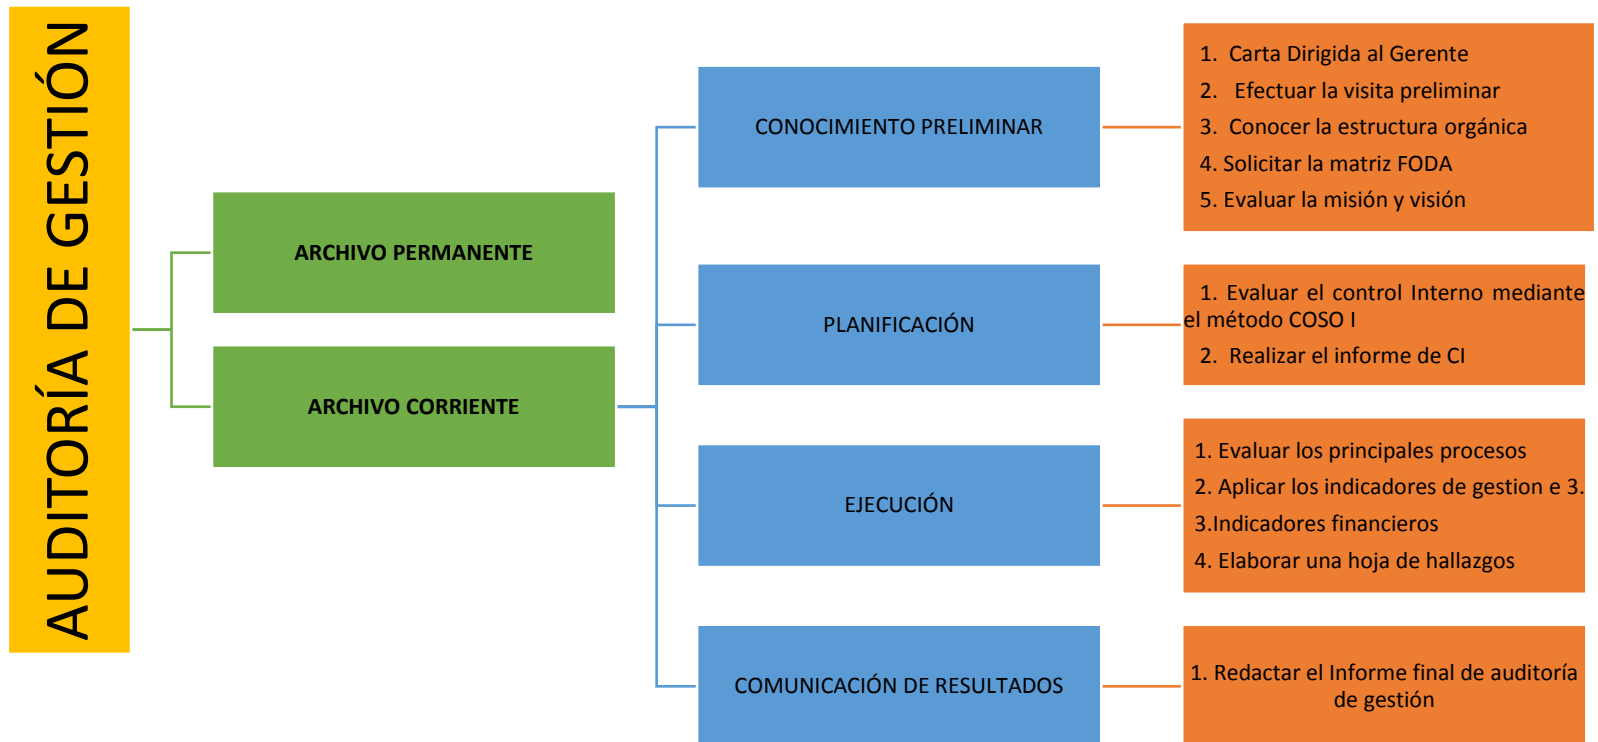 AUDITORÍA DE GESTIÓN
ARCHIVO PERMANENTE
ARCHIVO CORRIENTE
CONOCIMIENTO PRELIMINAR
1. Carta Dirigida al Gerente
2. Efectuar la visita preliminar
3. Conocer la estructura orgánica
4. Solicitar la matriz FODA
5. Evaluar la misión y visión
PLANIFICACIÓN
1. Evaluar el control Interno mediante
el método COSO I
2. Realizar el informe de CI
EJECUCIÓN
1. Evaluar los principales procesos
2. Aplicar los indicadores de gestion e 3.
3.Indicadores financieros
4. Elaborar una hoja de hallazgos
COMUNICACIÓN DE RESULTADOS
1. Redactar el Informe final de auditoría
de gestión